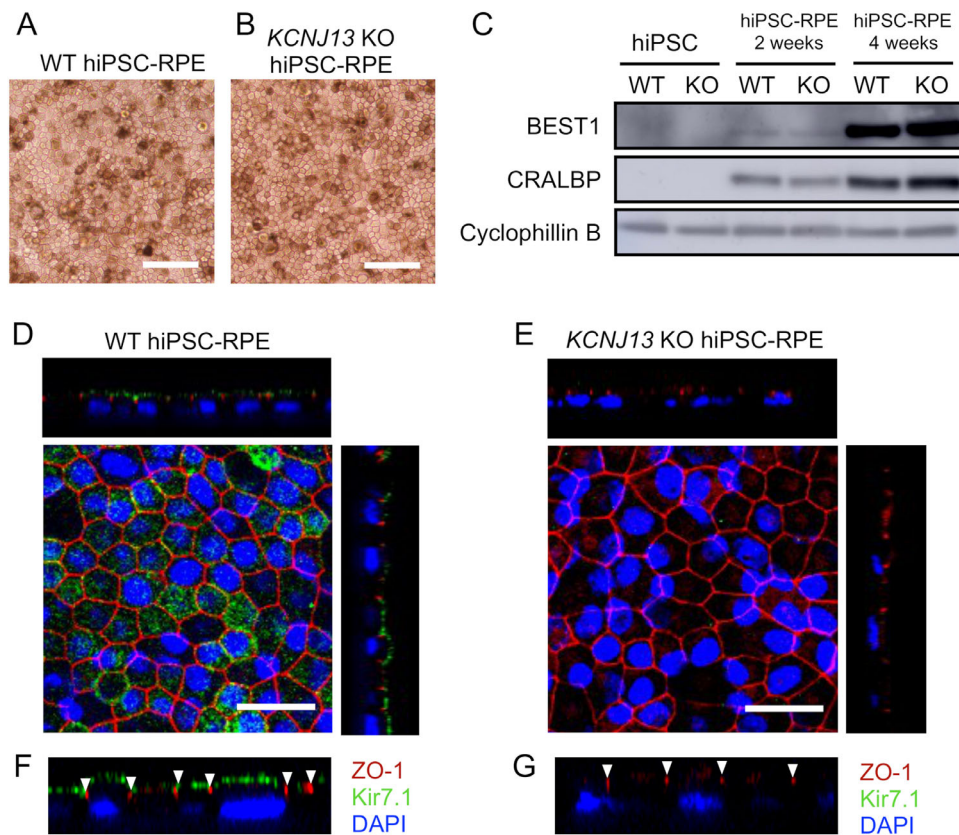 A
WT hiPSC-RPE
B
KCNJ13 KO
hiPSC-RPE
C
hiPSC
hiPSC-RPE
2 weeks
hiPSC-RPE
4 weeks
WT KO WT KO WT KO
BEST1
CRALBP
Cyclophillin B
D
WT hiPSC-RPE
E
KCNJ13 KO hiPSC-RPE
F
ZO-1
Kir7.1
DAPI
G
ZO-1
Kir7.1
DAPI